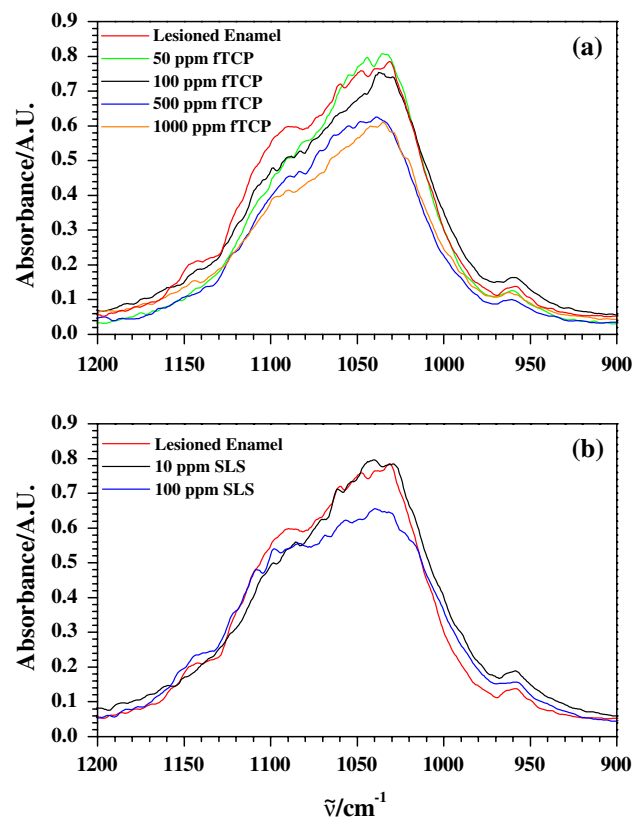 (a)
Lesioned Enamel
50 ppm fTCP
100 ppm fTCP
500 ppm fTCP
1000 ppm fTCP
Absorbance/A.U.
0.9
0.8
0.7
0.6
0.5
0.4
0.3
0.2
0.1
0.0
1200 1150 1100 1050 1000 950 900
(b)
Lesioned Enamel
10 ppm SLS
100 ppm SLS
Absorbance/A.U.
0.9
0.8
0.7
0.6
0.5
0.4
0.3
0.2
0.1
0.0
1200 1150 1100 1050 1000 950 900
ν̃/cm⁻¹